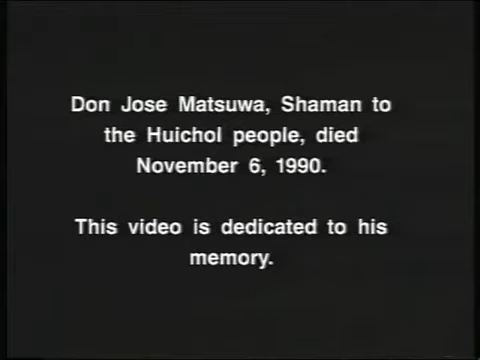 Don Jose Matsuwa, Shaman to
the Huichol people, died
November 6, 1990.
This video is dedicated to his
memory.